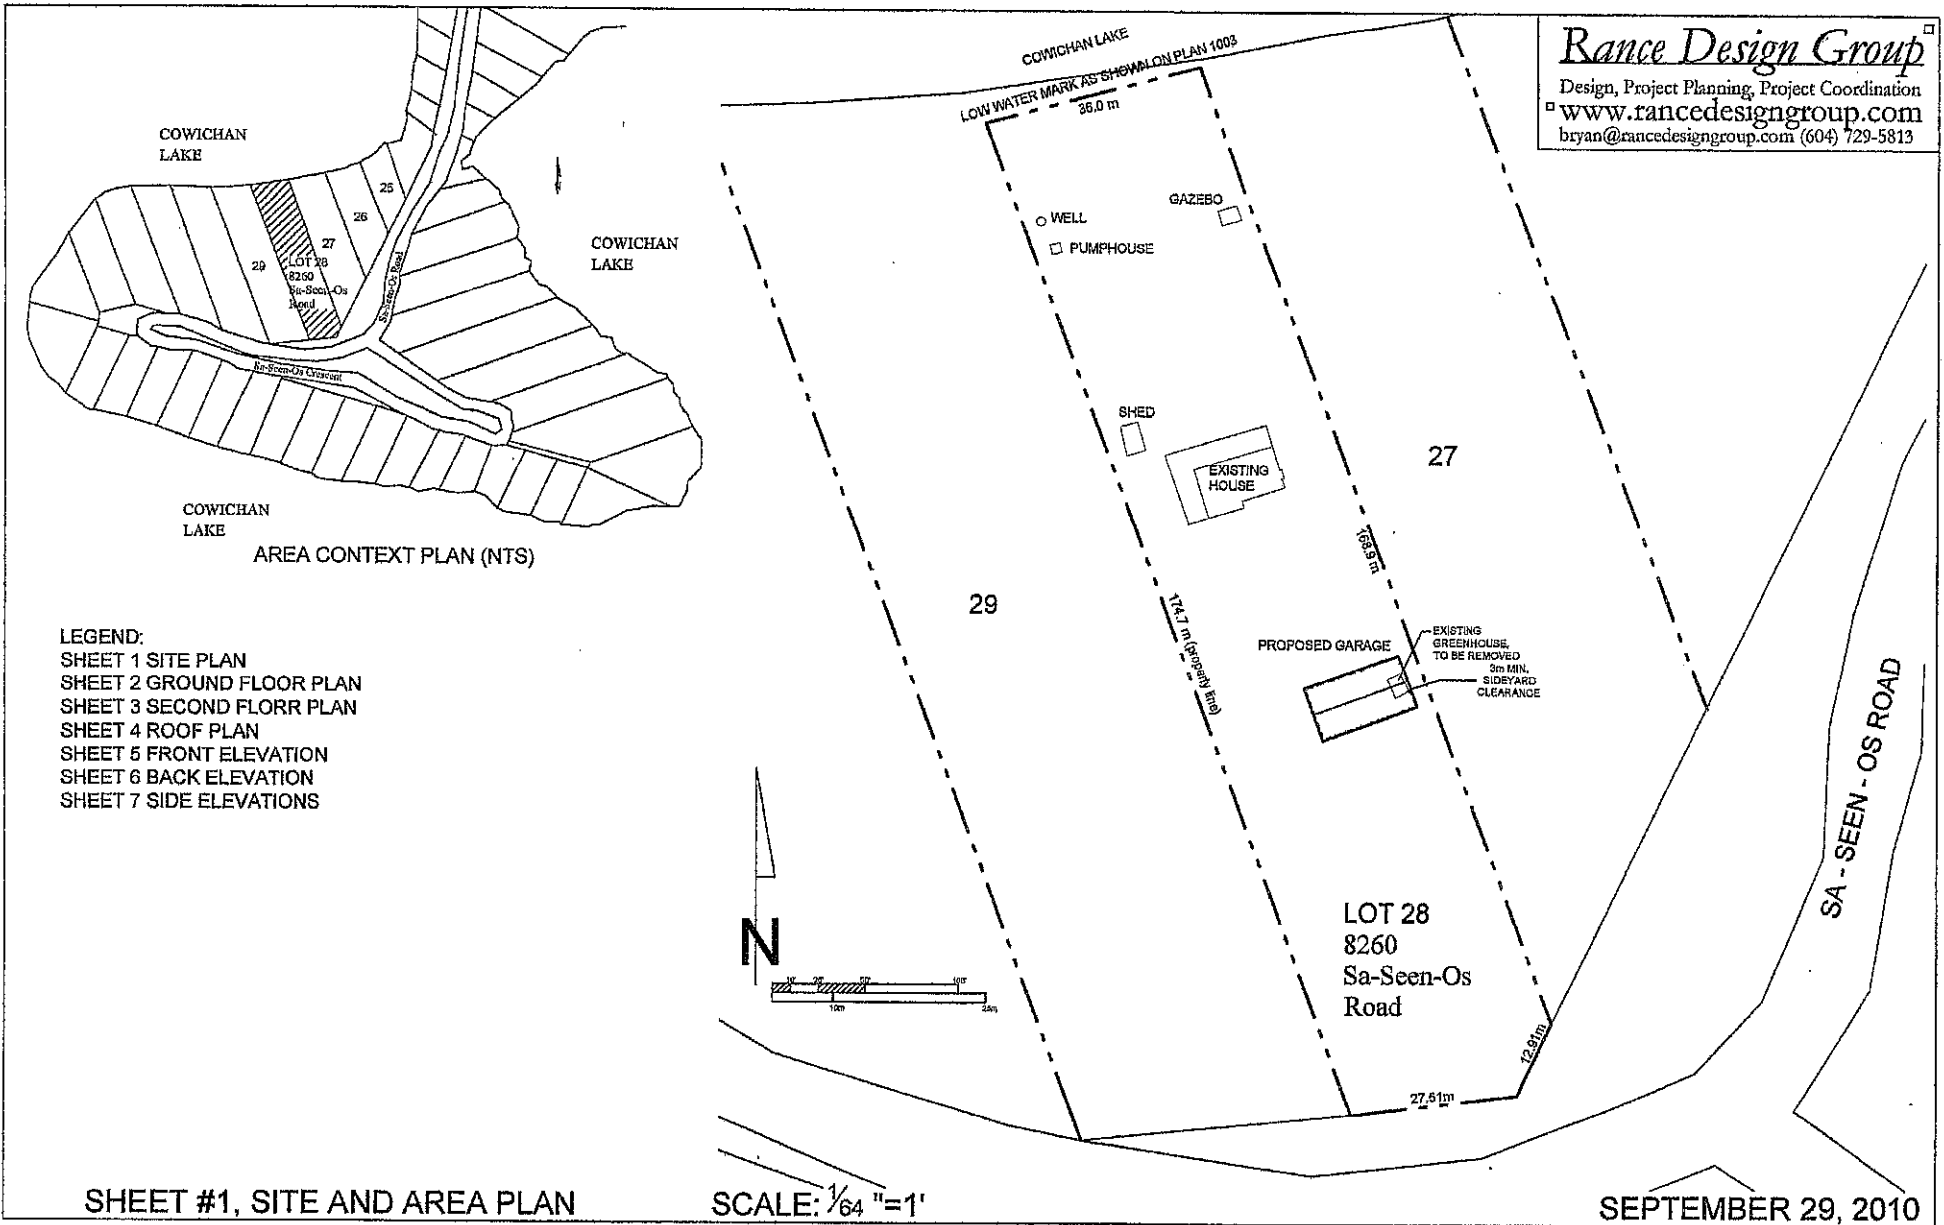 Rance Design Group
Design, Project Planning, Project Coordination
www.rancedesigngroup.com
bryan@rancedesigngroup.com (604) 729-5813
COWICHAN
LAKE
COWICHAN
LAKE
COWICHAN
LAKE
25
26
27
29
LOT 28
8260
Sa-Seen-Os
Road
Sa-Seen-Os Road
Sa-Seen-Os Crescent
AREA CONTEXT PLAN (NTS)
LEGEND:
SHEET 1 SITE PLAN
SHEET 2 GROUND FLOOR PLAN
SHEET 3 SECOND FLORR PLAN
SHEET 4 ROOF PLAN
SHEET 5 FRONT ELEVATION
SHEET 6 BACK ELEVATION
SHEET 7 SIDE ELEVATIONS
COWICHAN LAKE
LOW WATER MARK AS SHOWN ON PLAN 1003
36.0 m
WELL
PUMPHOUSE
GAZEBO
SHED
EXISTING
HOUSE
27
29
168.9 m
174.7 m (property line)
PROPOSED GARAGE
EXISTING
GREENHOUSE,
TO BE REMOVED
3m MIN.
SIDEYARD
CLEARANCE
LOT 28
8260
Sa-Seen-Os
Road
12.91m
27.51m
SA - SEEN - OS ROAD
N
10' 25' 50' 100'
10m 25m
SHEET #1, SITE AND AREA PLAN
SCALE: 1/64 "=1'
SEPTEMBER 29, 2010